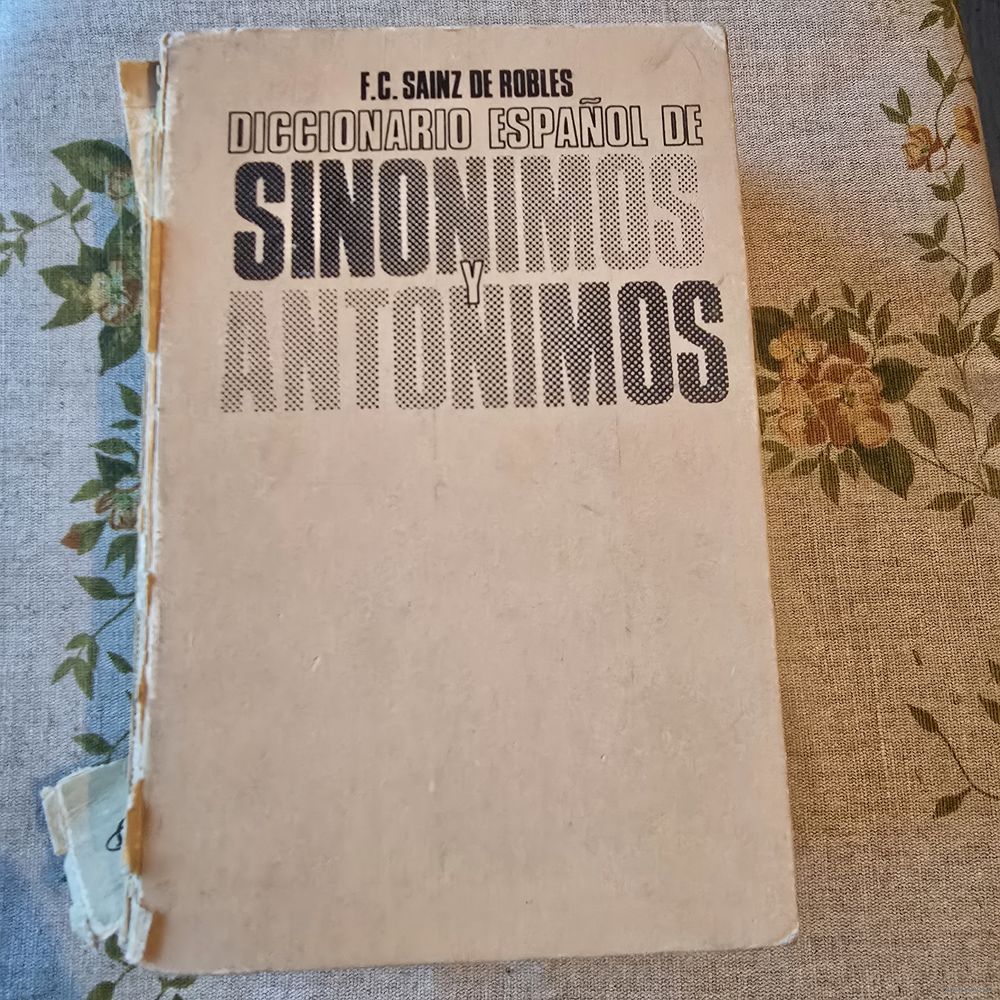 F.C. SAINZ DE ROBLES
DICCIONARIO ESPAÑOL DE
SINONIMOS
Y
ANTONIMOS